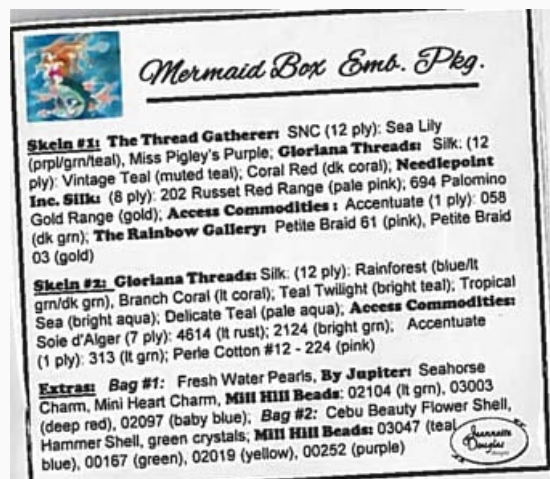 Mermaid Box Emb. Pkg.
Skein #1: The Thread Gatherer: SNC (12 ply): Sea Lily
(prpl/grn/teal), Miss Pigley's Purple; Gloriana Threads: Silk: (12
ply): Vintage Teal (muted teal); Coral Red (dk coral); Needlepoint
Inc. Silk: (8 ply): 202 Russet Red Range (pale pink); 694 Palomino
Gold Range (gold); Access Commodities : Accentuate (1 ply): 058
(dk grn); The Rainbow Gallery: Petite Braid 61 (pink), Petite Braid
03 (gold)
Skein #2: Gloriana Threads: Silk: (12 ply): Rainforest (blue/lt
grn/dk grn), Branch Coral (lt coral); Teal Twilight (bright teal); Tropical
Sea (bright aqua); Delicate Teal (pale aqua); Access Commodities:
Soie d'Alger (7 ply): 4614 (lt rust); 2124 (bright grn); Accentuate
(1 ply): 313 (lt grn); Perle Cotton #12 - 224 (pink)
Extras: Bag #1: Fresh Water Pearls, By Jupiter: Seahorse
Charm, Mini Heart Charm, Mill Hill Beads: 02104 (lt grn), 03003
(deep red), 02097 (baby blue); Bag #2: Cebu Beauty Flower Shell,
Hammer Shell, green crystals; Mill Hill Beads: 03047 (teal
blue), 00167 (green), 02019 (yellow), 00252 (purple)
Jeannette
Douglas
designs